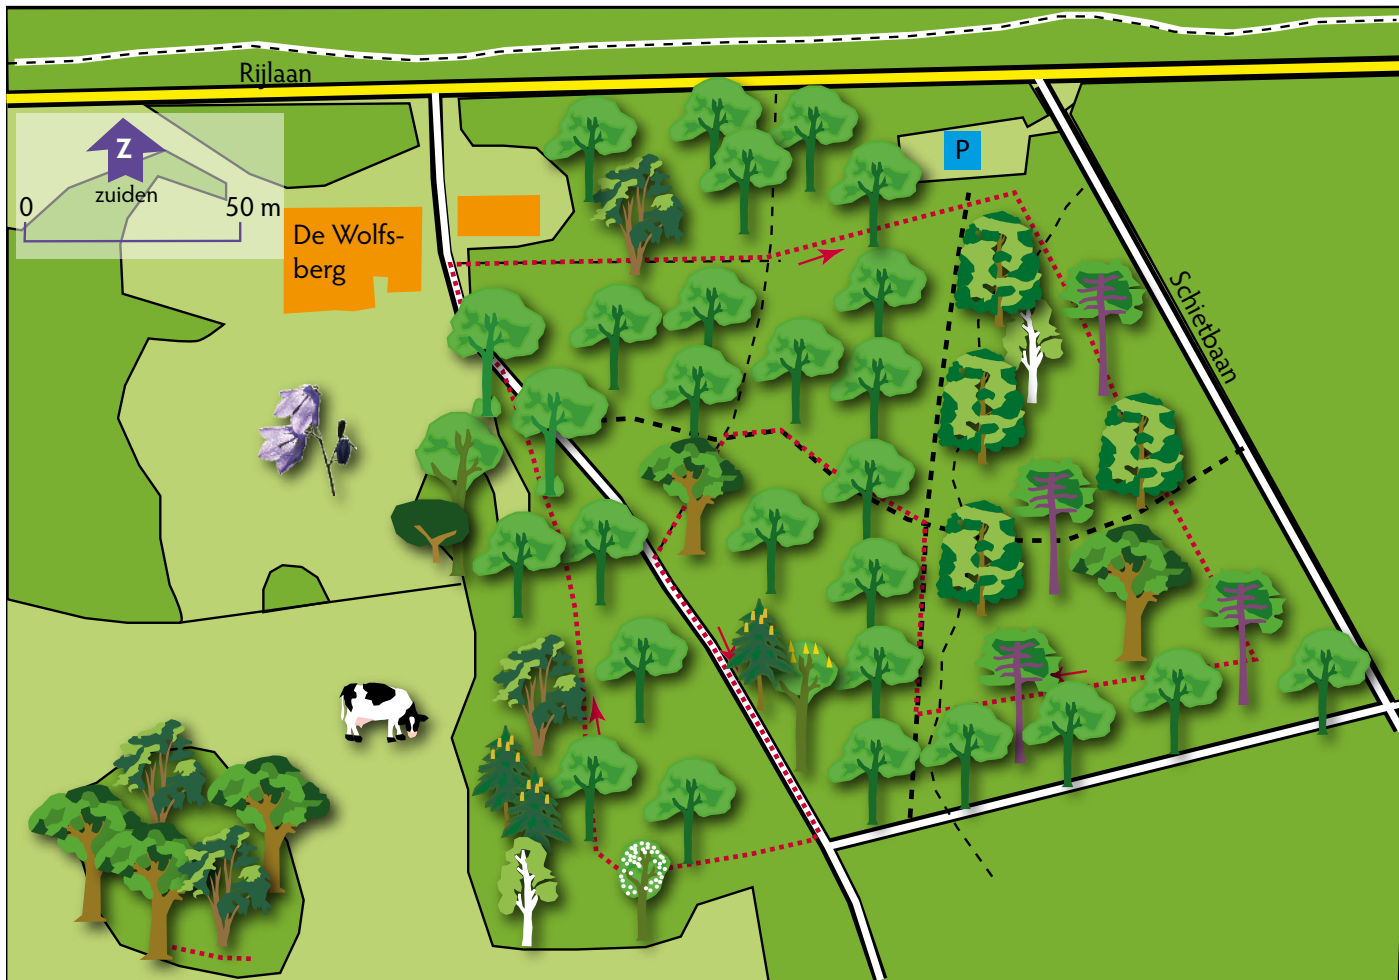 Rijlaan
Z
zuiden
0 50 m
De Wolfs-
berg
P
Schietbaan